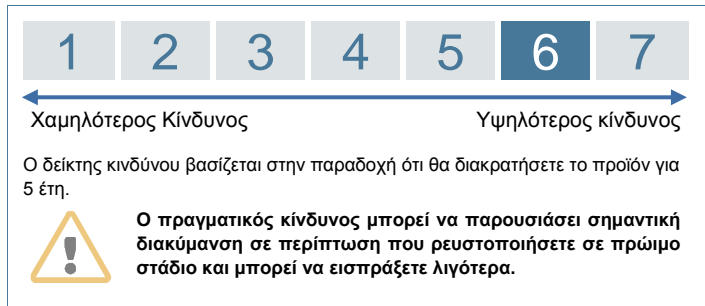 1 2 3 4 5 6 7
Χαμηλότερος Κίνδυνος Υψηλότερος κίνδυνος
Ο δείκτης κινδύνου βασίζεται στην παραδοχή ότι θα διακρατήσετε το προϊόν για
5 έτη.
Ο πραγματικός κίνδυνος μπορεί να παρουσιάσει σημαντική
διακύμανση σε περίπτωση που ρευστοποιήσετε σε πρώιμο
στάδιο και μπορεί να εισπράξετε λιγότερα.